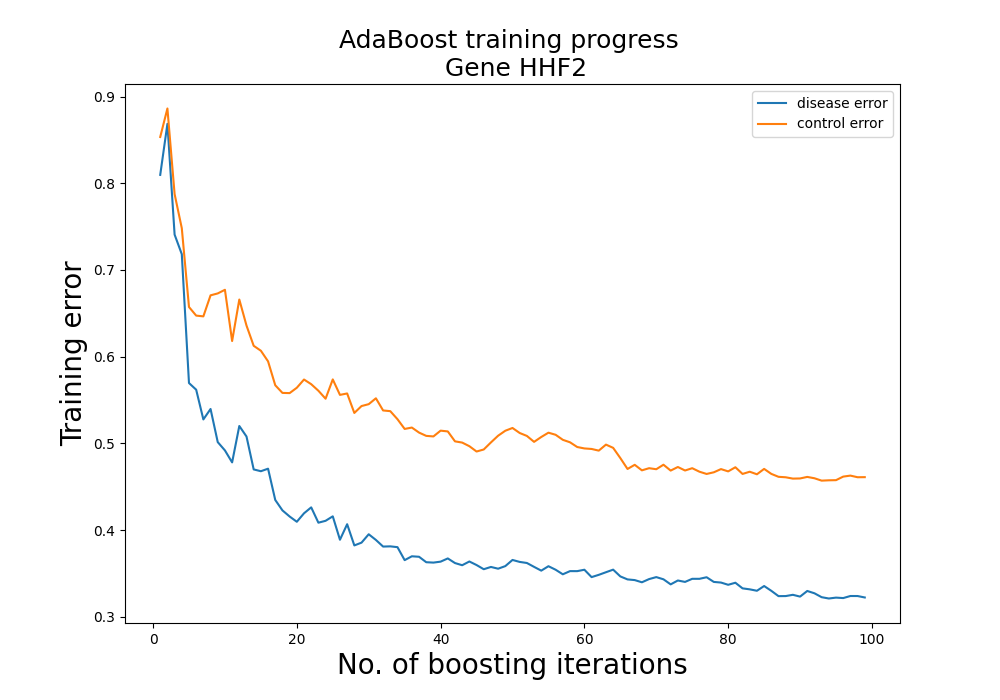 AdaBoost training progress
Gene HHF2
disease error
control error
Training error
0.9
0.8
0.7
0.6
0.5
0.4
0.3
0 20 40 60 80 100
No. of boosting iterations